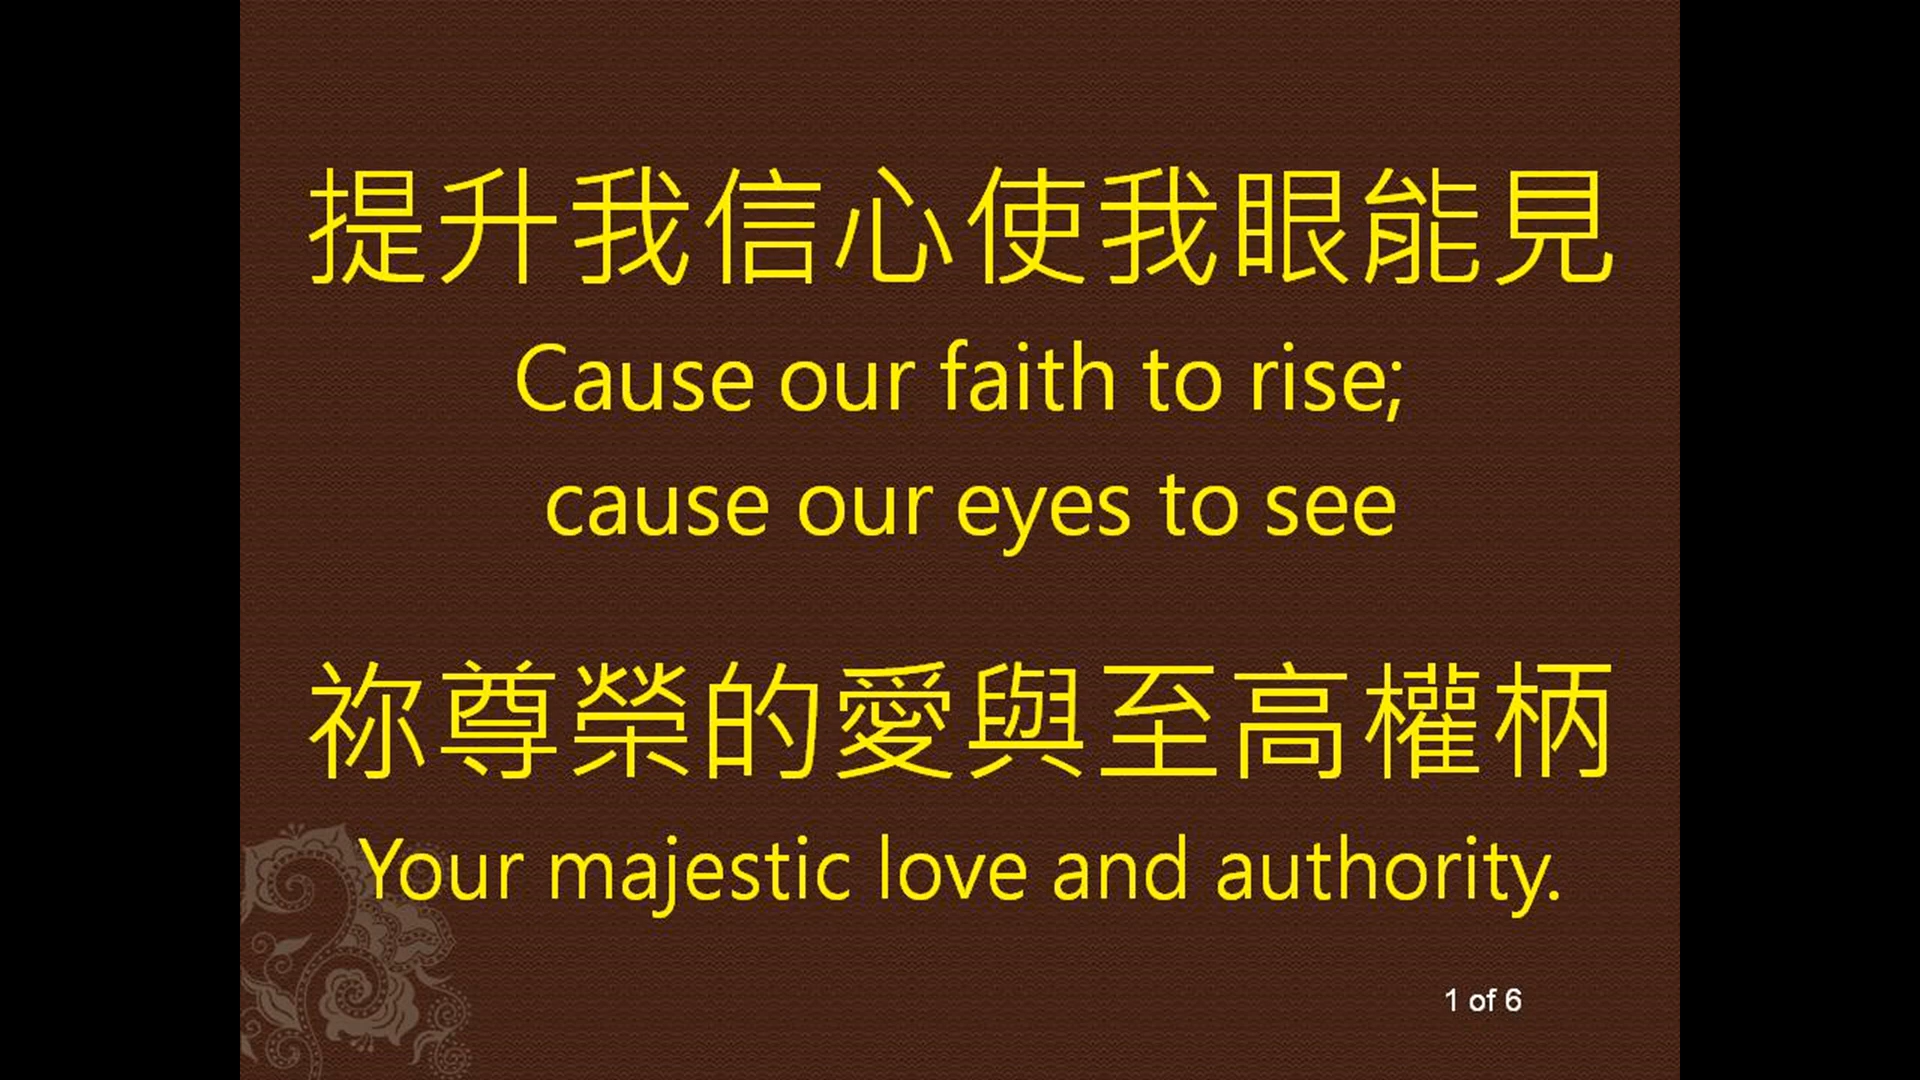 提升我信心使我眼能見
Cause our faith to rise;
cause our eyes to see
祢尊榮的愛與至高權柄
Your majestic love and authority.
1 of 6